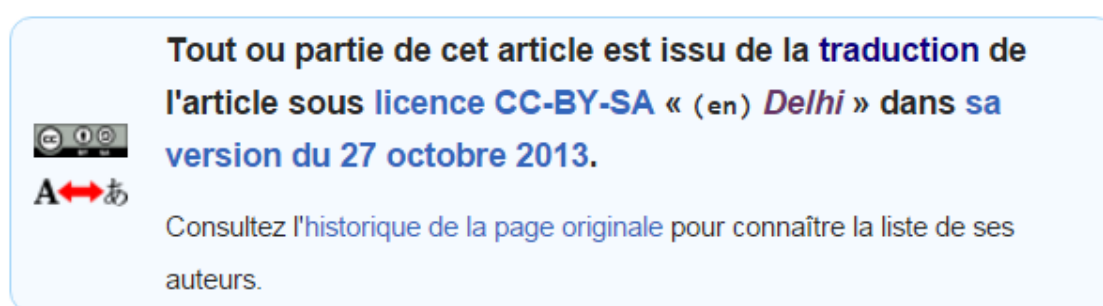 Tout ou partie de cet article est issu de la traduction de
l'article sous licence CC-BY-SA « (en) Delhi » dans sa
version du 27 octobre 2013.
A あ
Consultez l'historique de la page originale pour connaître la liste de ses
auteurs.